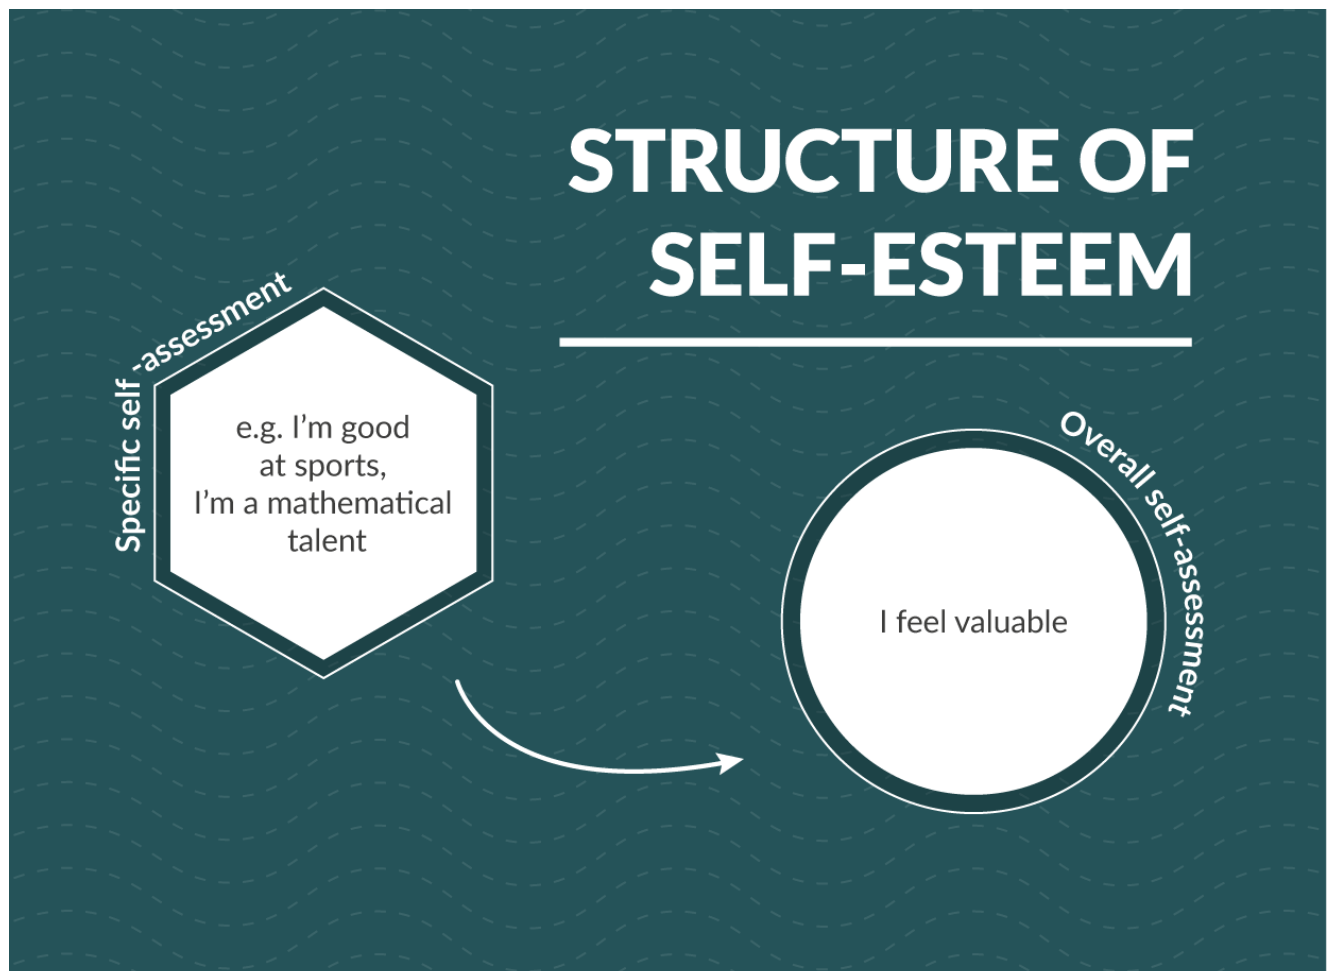 STRUCTURE OF
SELF-ESTEEM
Specific self-assessment
e.g. I’m good
at sports,
I’m a mathematical
talent
Overall self-assessment
I feel valuable